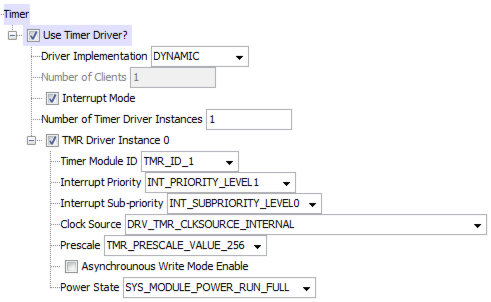 Timer
Use Timer Driver?
Driver Implementation DYNAMIC
Number of Clients 1
Interrupt Mode
Number of Timer Driver Instances 1
TMR Driver Instance 0
Timer Module ID TMR_ID_1
Interrupt Priority INT_PRIORITY_LEVEL1
Interrupt Sub-priority INT_SUBPRIORITY_LEVEL0
Clock Source DRV_TMR_CLKSOURCE_INTERNAL
Prescale TMR_PRESCALE_VALUE_256
Asynchrounous Write Mode Enable
Power State SYS_MODULE_POWER_RUN_FULL